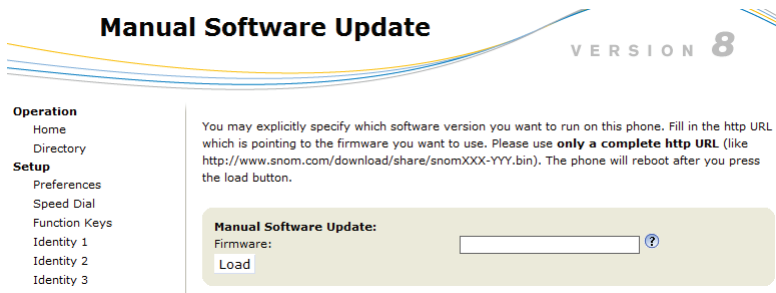 Manual Software Update
VERSION 8
Operation
Home
Directory
Setup
Preferences
Speed Dial
Function Keys
Identity 1
Identity 2
Identity 3
You may explicitly specify which software version you want to run on this phone. Fill in the http URL
which is pointing to the firmware you want to use. Please use only a complete http URL (like
http://www.snom.com/download/share/snomXXX-YYY.bin). The phone will reboot after you press
the load button.
Manual Software Update:
Firmware:
?
Load